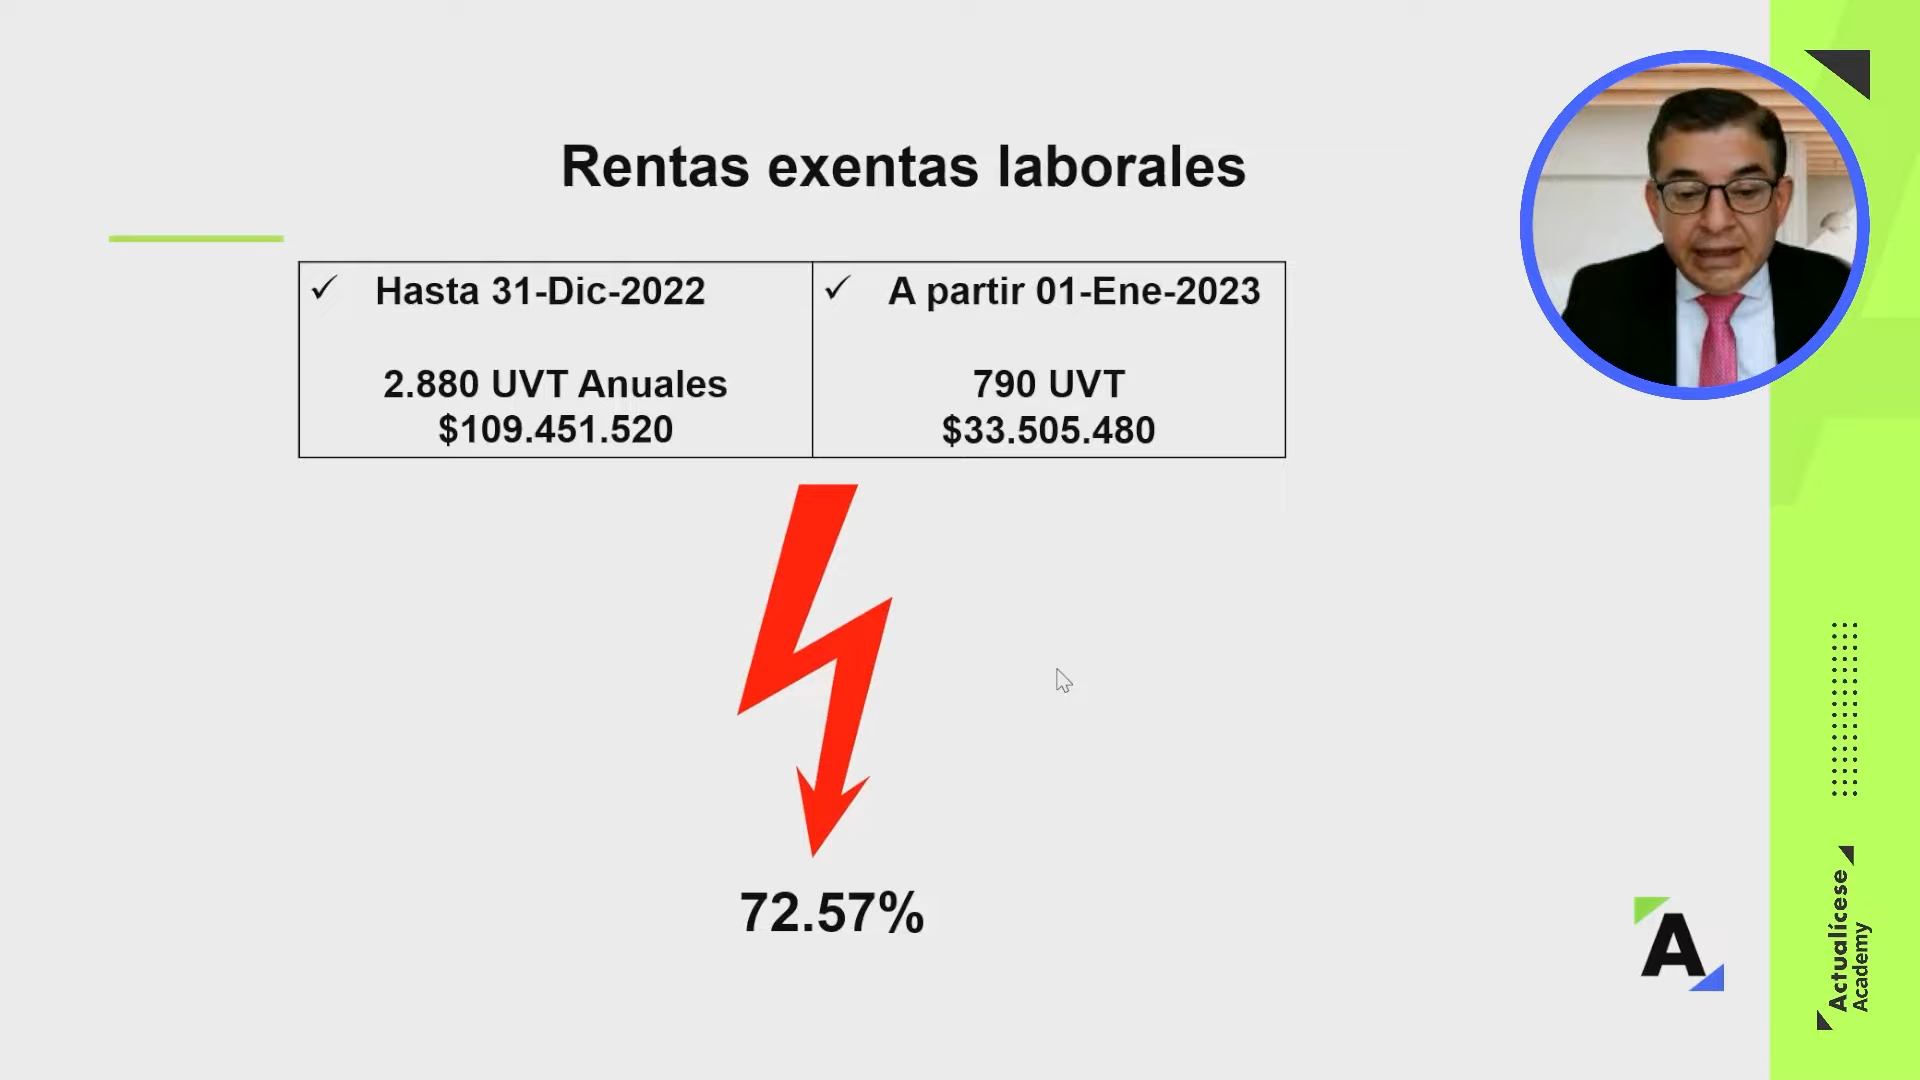 Rentas exentas laborales
✓ Hasta 31-Dic-2022
2.880 UVT Anuales
$109.451.520
✓ A partir 01-Ene-2023
790 UVT
$33.505.480
72.57%
A
Actualícese
Academy